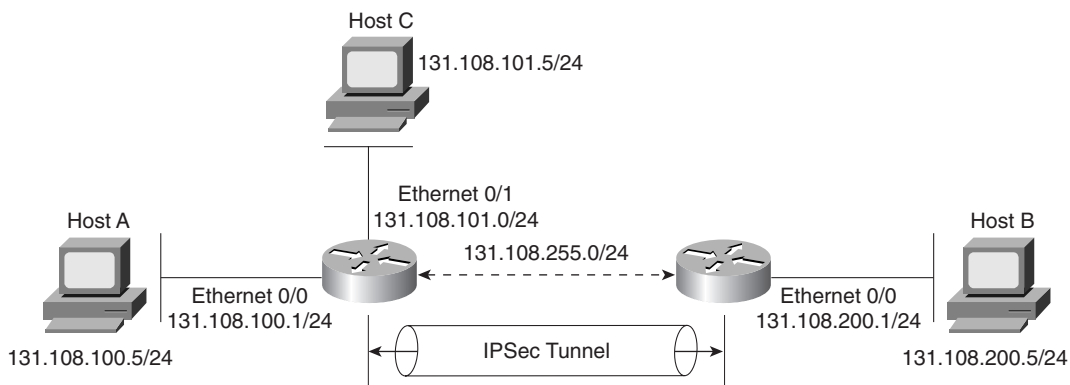 Host C
131.108.101.5/24
Ethernet 0/1
131.108.101.0/24
Host A
Host B
131.108.255.0/24
Ethernet 0/0
131.108.100.1/24
Ethernet 0/0
131.108.200.1/24
IPSec Tunnel
131.108.100.5/24
131.108.200.5/24